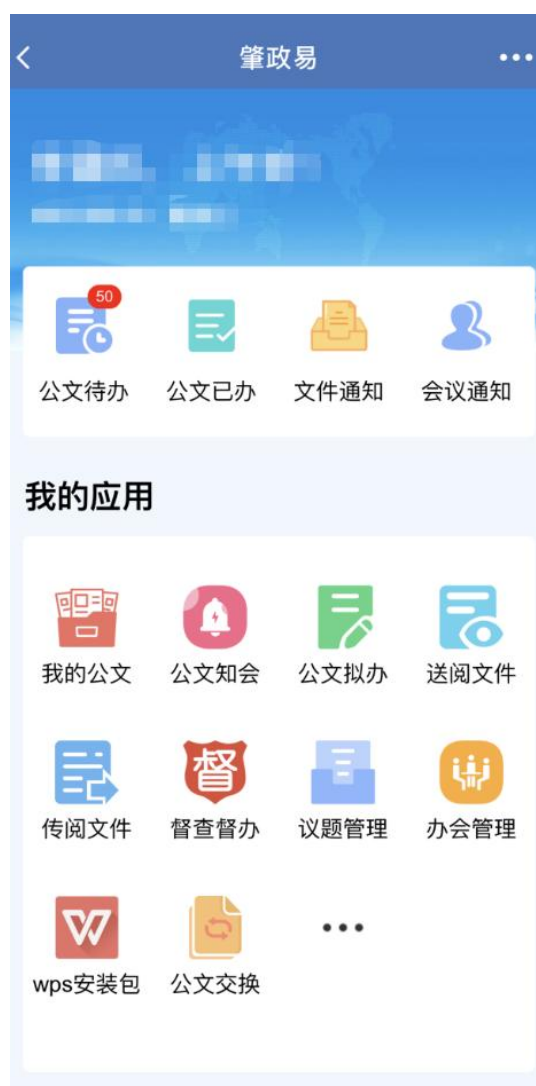 肇政易
50
公文待办 公文已办 文件通知 会议通知
我的应用
我的公文 公文知会 公文拟办 送阅文件
督
传阅文件 督查督办 议题管理 办会管理
wps安装包 公文交换